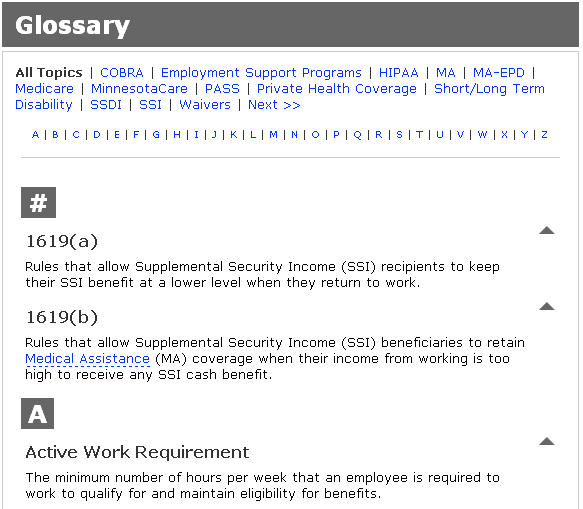 Glossary
All Topics | COBRA | Employment Support Programs | HIPAA | MA | MA-EPD |
Medicare | MinnesotaCare | PASS | Private Health Coverage | Short/Long Term
Disability | SSDI | SSI | Waivers | Next >>
A | B | C | D | E | F | G | H | I | J | K | L | M | N | O | P | Q | R | S | T | U | V | W | X | Y | Z
#
1619(a)
Rules that allow Supplemental Security Income (SSI) recipients to keep
their SSI benefit at a lower level when they return to work.
1619(b)
Rules that allow Supplemental Security Income (SSI) beneficiaries to retain
Medical Assistance (MA) coverage when their income from working is too
high to receive any SSI cash benefit.
A
Active Work Requirement
The minimum number of hours per week that an employee is required to
work to qualify for and maintain eligibility for benefits.